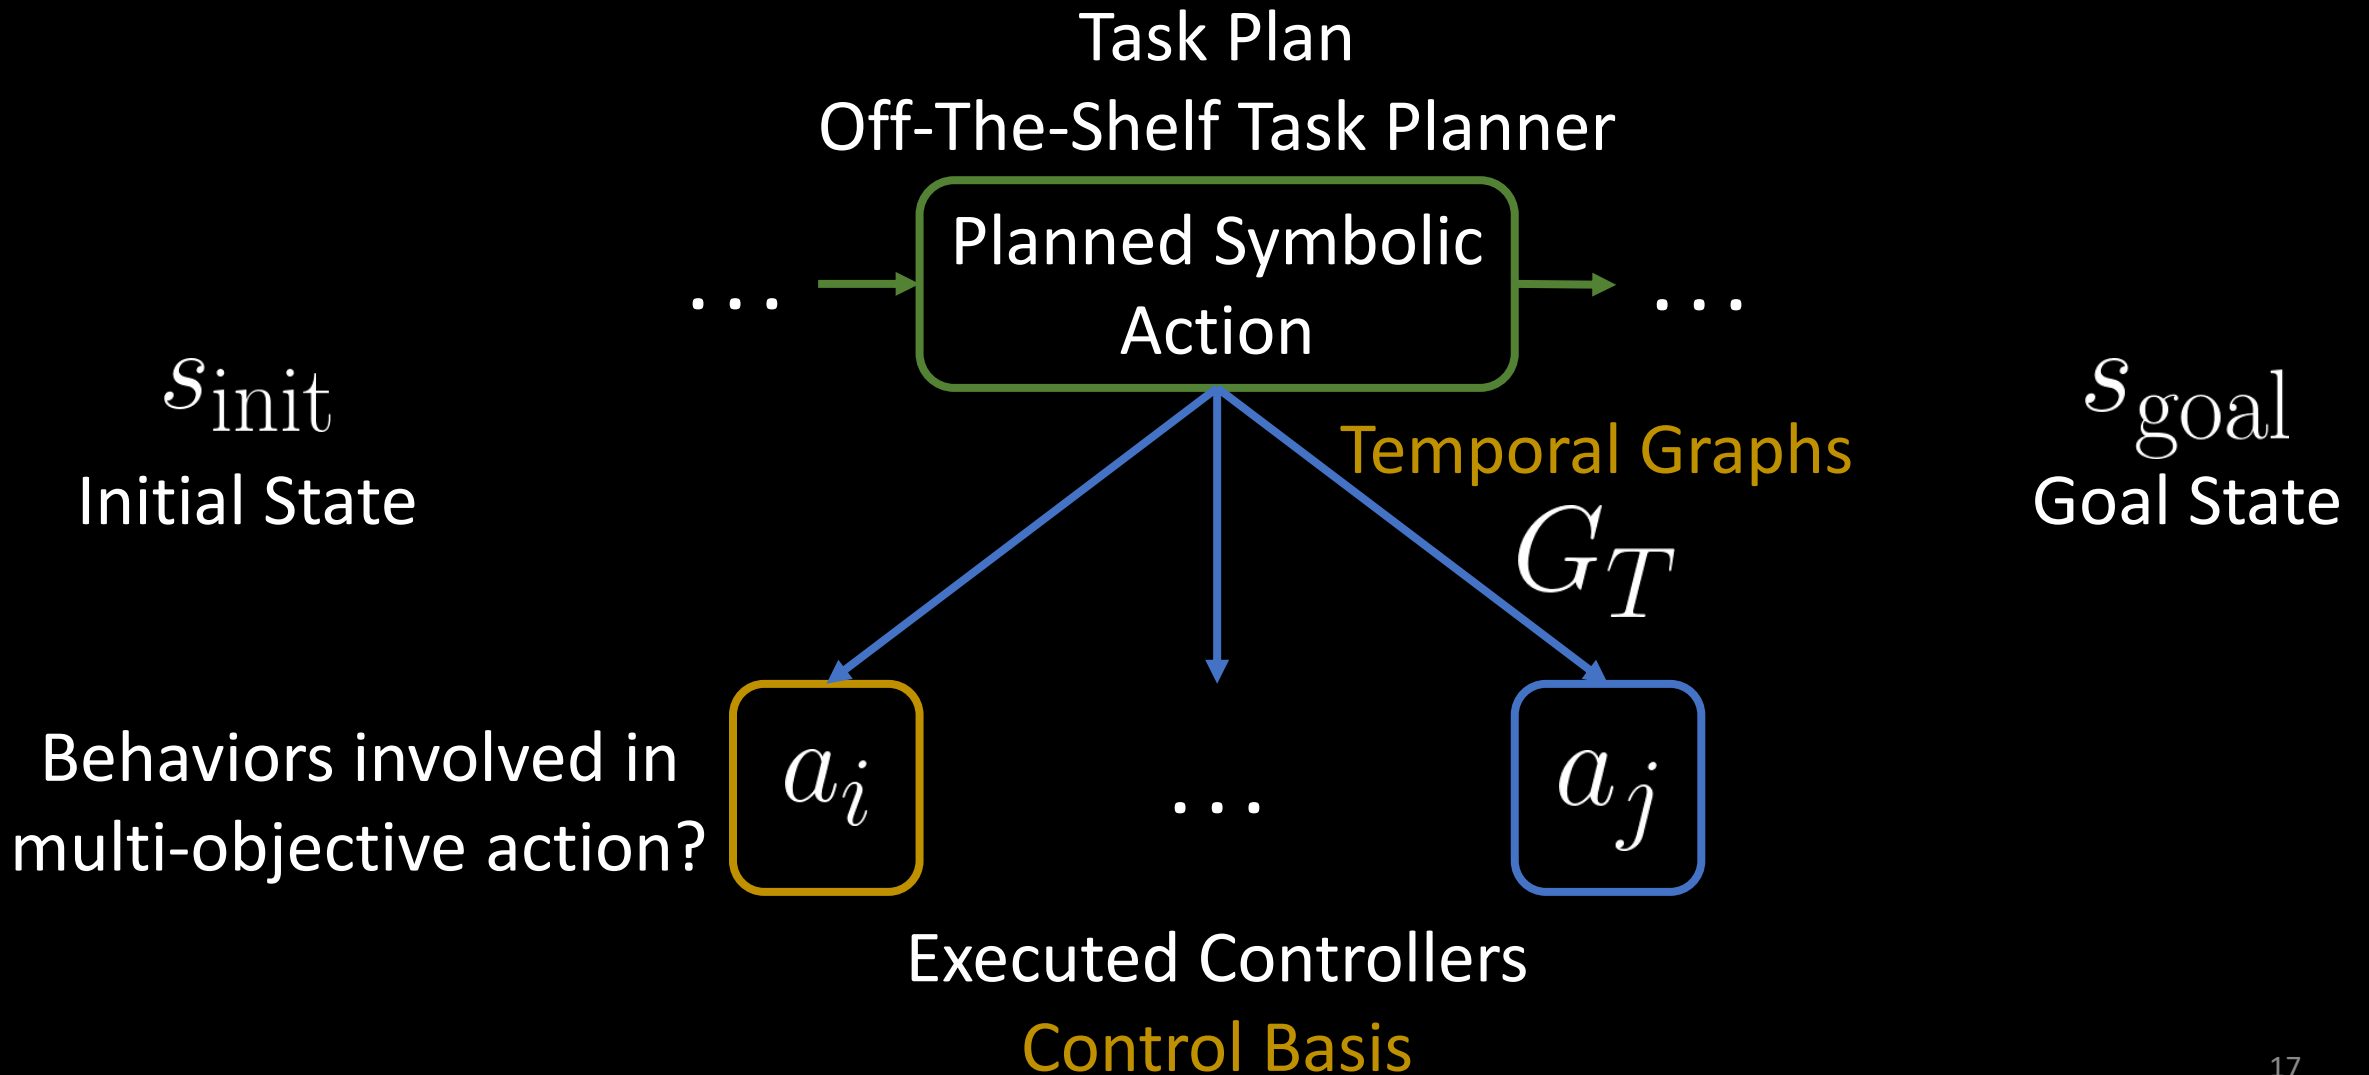 Task Plan
Off-The-Shelf Task Planner
Planned Symbolic
Action
...
...
s_init
Initial State
s_goal
Goal State
Temporal Graphs
G_T
Behaviors involved in
multi-objective action?
a_i
...
a_j
Executed Controllers
Control Basis
17